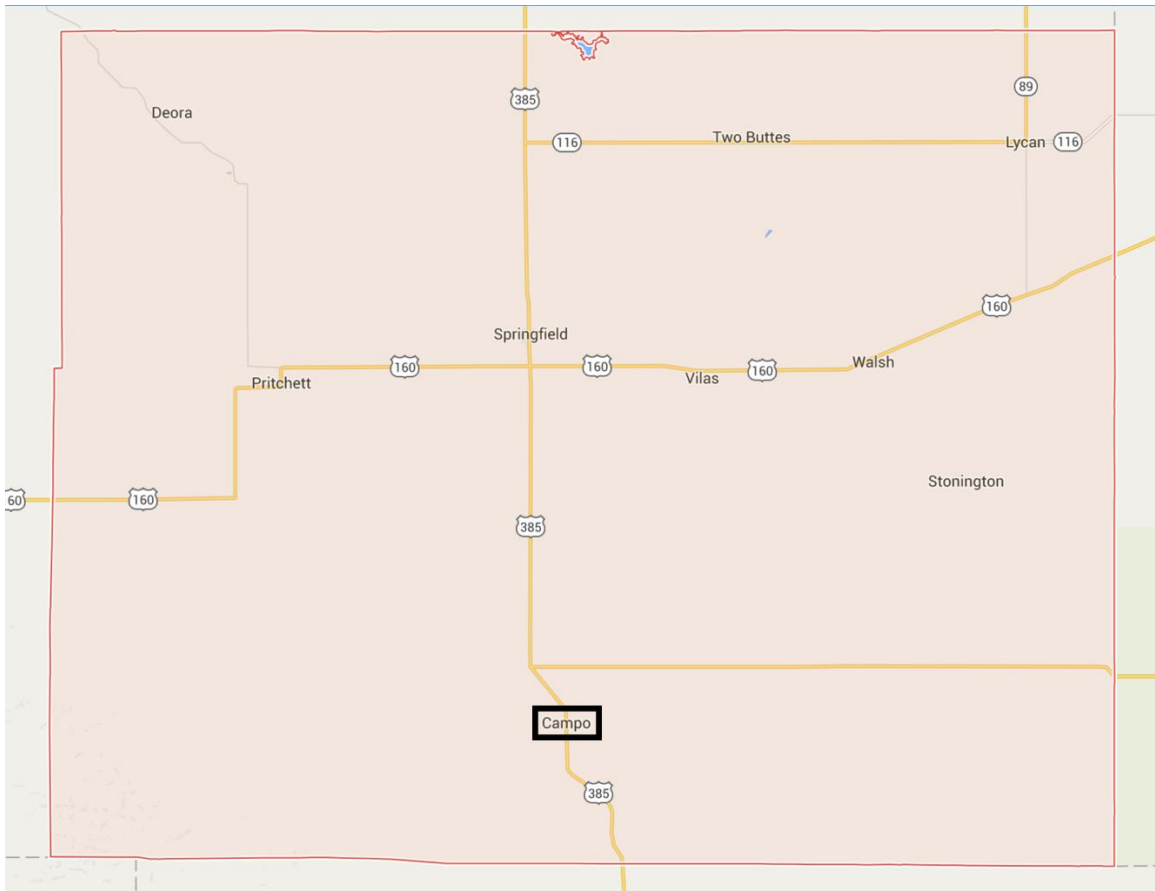 385
89
Deora
116
Two Buttes
Lycan
116
160
Springfield
160
160
Vilas
160
Walsh
Pritchett
Stonington
60
160
385
Campo
385